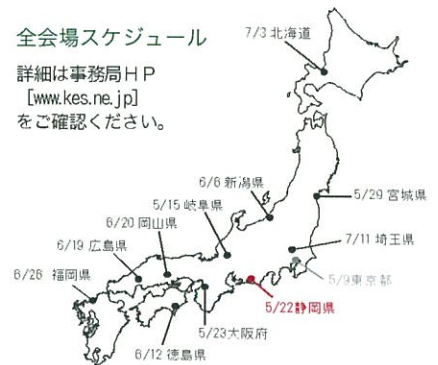 全会場スケジュール
詳細は事務局ＨＰ
［www.kes.ne.jp］
をご確認ください。
7/3 北海道
6/6 新潟県
5/15 岐阜県
5/29 宮城県
6/20 岡山県
6/19 広島県
7/11 埼玉県
6/26 福岡県
5/9東京都
5/22静岡県
5/23大阪府
6/12 徳島県